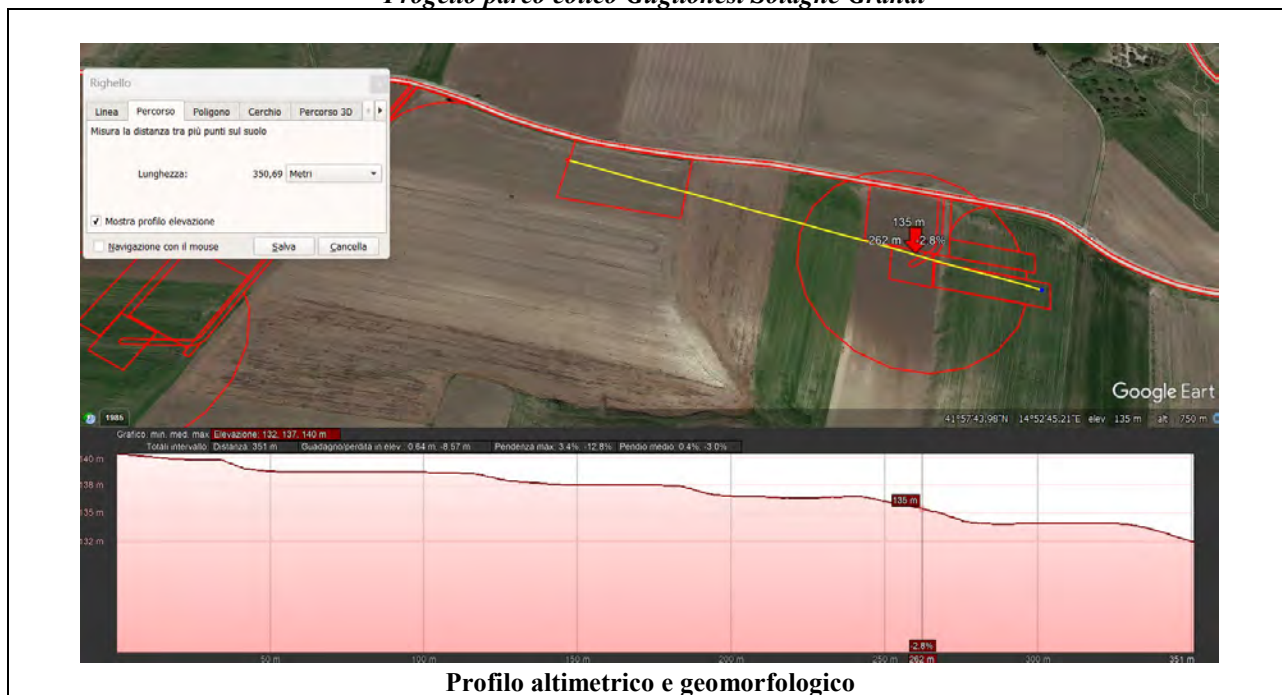 Progetto parco eolico Guglionesi Solagne Grandi
Righello
Linea Percorso Poligono Cerchio Percorso 3D
Misura la distanza tra più punti sul suolo
Lunghezza: 350,69 Metri
Mostra profilo elevazione
Navigazione con il mouse Salva Cancella
135 m
262 m -2.8%
Google Eart
1985
41°57'43.98"N 14°52'45.21"E elev 135 m alt 750 m
Grafico: min. med. max Elevazione: 132, 137, 140 m
Totali intervallo: Distanza: 351 m Guadagno/perdita in elev.: 0.64 m, -8.57 m Pendenza max: 3.4%, -12.8% Pendio medio: 0.4%, -3.0%
140 m
138 m
135 m
135 m
132 m
-2.8%
50 m 100 m 150 m 200 m 250 m 262 m 300 m 351 m
Profilo altimetrico e geomorfologico